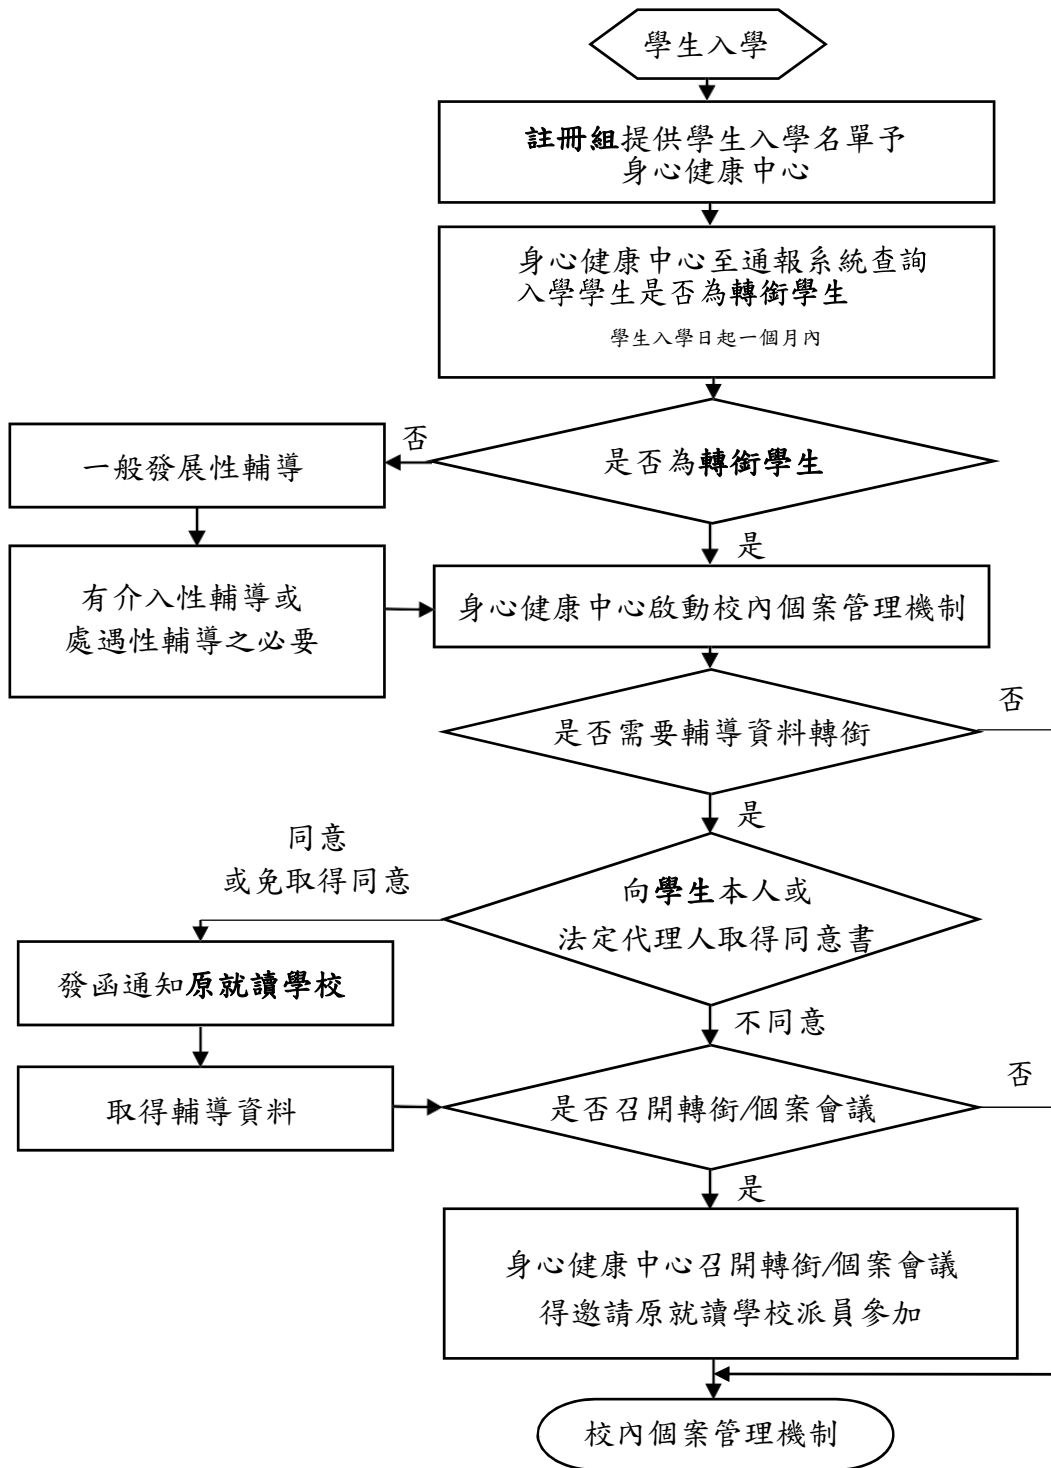 學生入學
註冊組提供學生入學名單予
身心健康中心
身心健康中心至通報系統查詢
入學學生是否為轉銜學生
學生入學日起一個月內
否
一般發展性輔導
是否為轉銜學生
是
有介入性輔導或
處遇性輔導之必要
身心健康中心啟動校內個案管理機制
否
是否需要輔導資料轉銜
是
同意
或免取得同意
向學生本人或
法定代理人取得同意書
發函通知原就讀學校
不同意
否
取得輔導資料
是否召開轉銜/個案會議
是
身心健康中心召開轉銜/個案會議
得邀請原就讀學校派員參加
校內個案管理機制